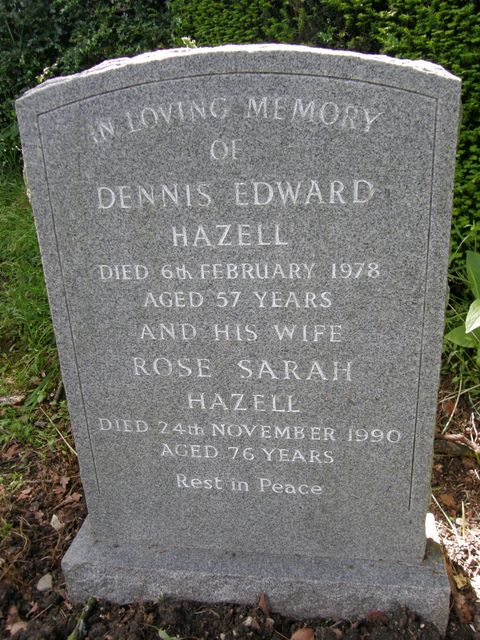 IN LOVING MEMORY
OF
DENNIS EDWARD
HAZELL
DIED 6th FEBRUARY 1978
AGED 57 YEARS
AND HIS WIFE
ROSE SARAH
HAZELL
DIED 24th NOVEMBER 1990
AGED 76 YEARS
Rest in Peace